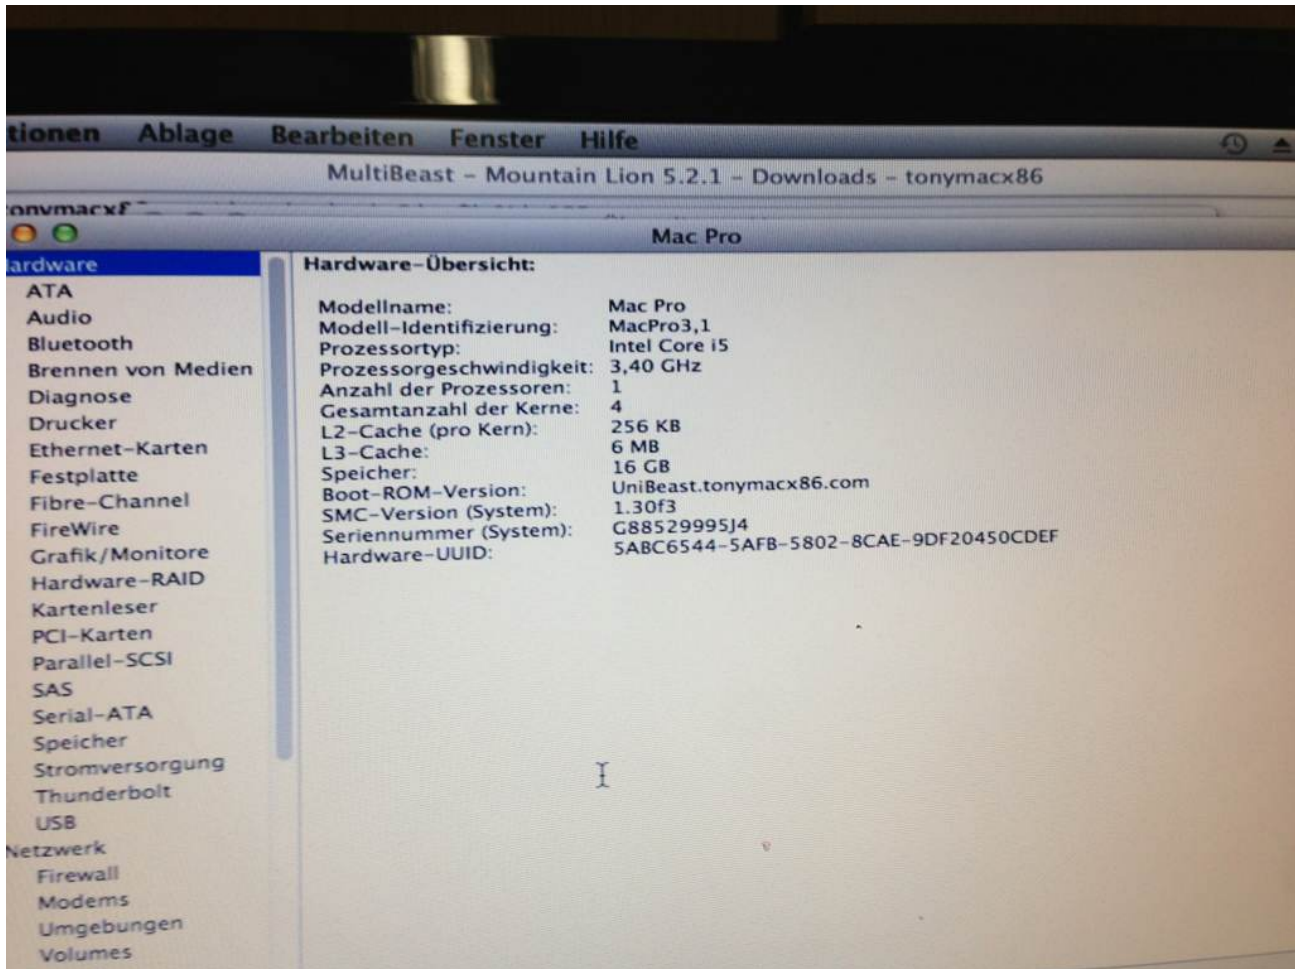 tionen Ablage Bearbeiten Fenster Hilfe
MultiBeast – Mountain Lion 5.2.1 – Downloads – tonymacx86
Mac Pro
ardware
ATA
Audio
Bluetooth
Brennen von Medien
Diagnose
Drucker
Ethernet-Karten
Festplatte
Fibre-Channel
FireWire
Grafik/Monitore
Hardware-RAID
Kartenleser
PCI-Karten
Parallel-SCSI
SAS
Serial-ATA
Speicher
Stromversorgung
Thunderbolt
USB
Netzwerk
Firewall
Modems
Umgebungen
Volumes
Hardware-Übersicht:
Modellname: Mac Pro
Modell-Identifizierung: MacPro3,1
Prozessortyp: Intel Core i5
Prozessorgeschwindigkeit: 3,40 GHz
Anzahl der Prozessoren: 1
Gesamtanzahl der Kerne: 4
L2-Cache (pro Kern): 256 KB
L3-Cache: 6 MB
Speicher: 16 GB
Boot-ROM-Version: UniBeast.tonymacx86.com
SMC-Version (System): 1.30f3
Seriennummer (System): G88529995J4
Hardware-UUID: 5ABC6544-5AFB-5802-8CAE-9DF20450CDEF